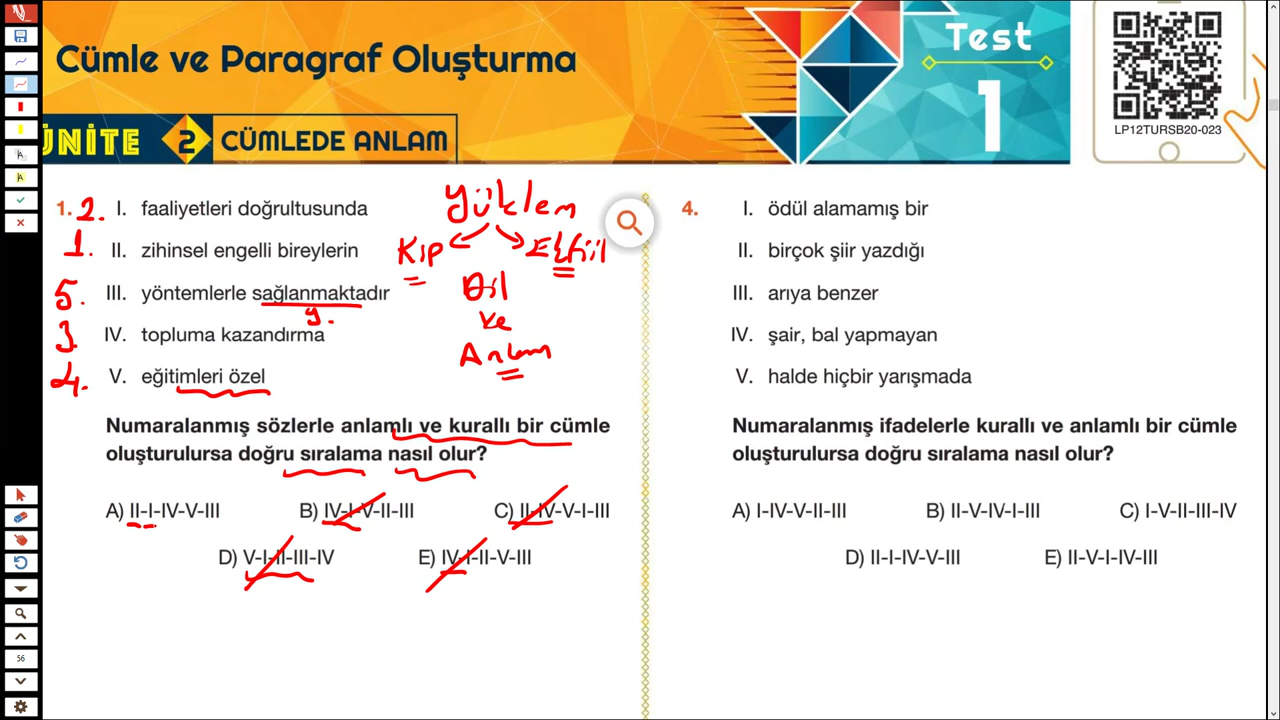 Cümle ve Paragraf Oluşturma
Test
1
LP12TURSB20-023
ÜNİTE 2 CÜMLEDE ANLAM
1. 2. I. faaliyetleri doğrultusunda
1. II. zihinsel engelli bireylerin
5. III. yöntemlerle sağlanmaktadır
y.
3. IV. topluma kazandırma
4. V. eğitimleri özel
Yüklem
Kip Ekfiil
Dil
ve
Anlam
Numaralanmış sözlerle anlamlı ve kurallı bir cümle
oluşturulursa doğru sıralama nasıl olur?
A) II-I-IV-V-III B) IV-I-V-II-III C) II-IV-V-I-III
D) V-I-II-III-IV E) IV-I-II-V-III
4. I. ödül alamamış bir
II. birçok şiir yazdığı
III. arıya benzer
IV. şair, bal yapmayan
V. halde hiçbir yarışmada
Numaralanmış ifadelerle kurallı ve anlamlı bir cümle
oluşturulursa doğru sıralama nasıl olur?
A) I-IV-V-II-III B) II-V-IV-I-III C) I-V-II-III-IV
D) II-I-IV-V-III E) II-V-I-IV-III
56